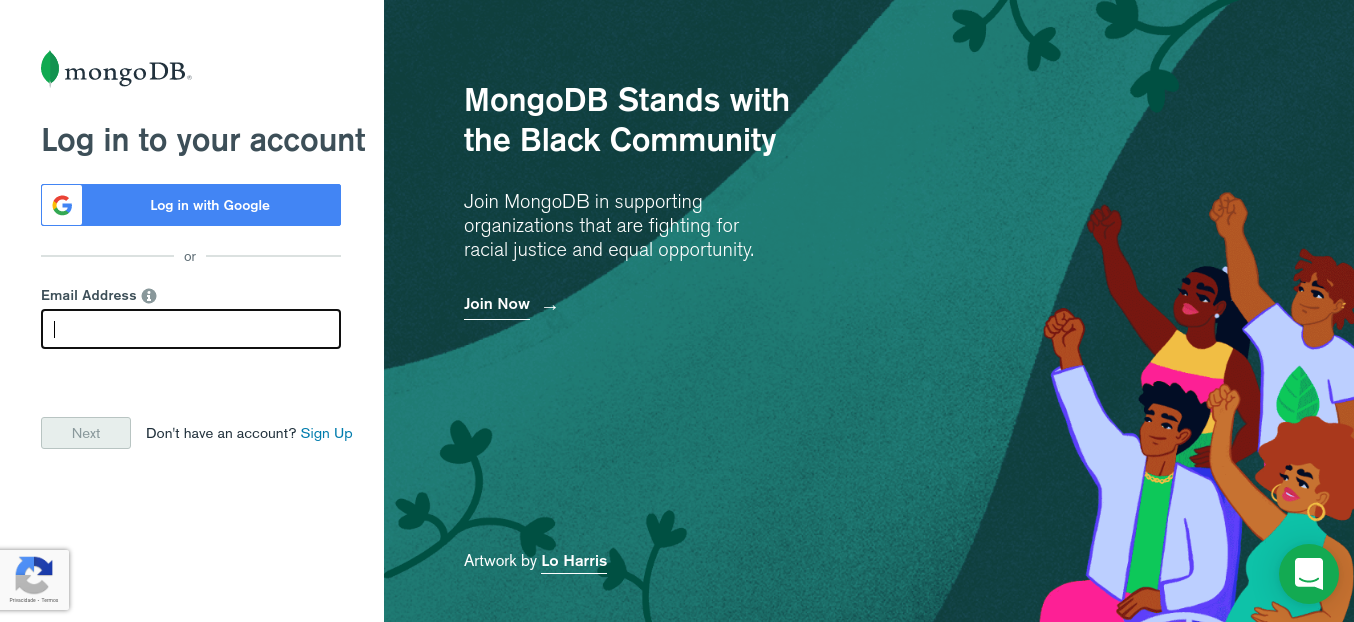 mongoDB®
Log in to your account
Log in with Google
or
Email Address
Next
Don't have an account? Sign Up
Privacidade - Termos
MongoDB Stands with
the Black Community
Join MongoDB in supporting
organizations that are fighting for
racial justice and equal opportunity.
Join Now →
Artwork by Lo Harris